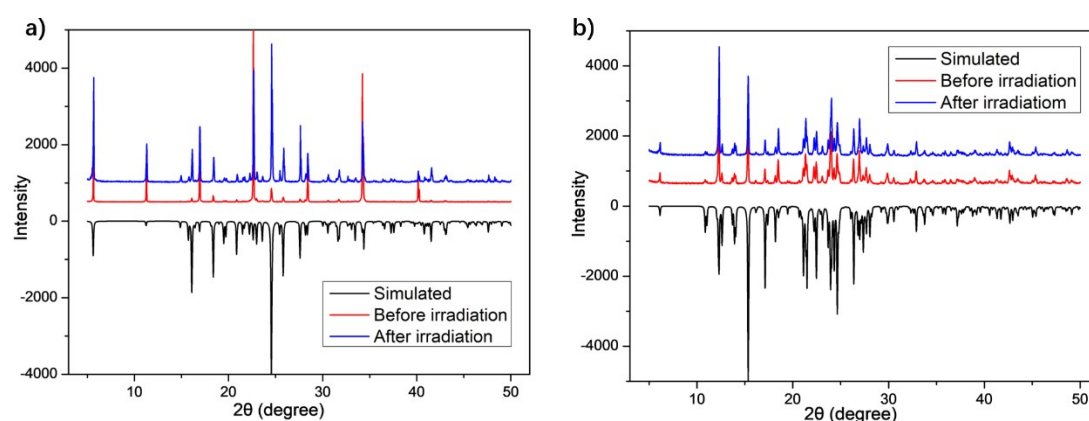 a)
4000
2000
0
-2000
-4000
Intensity
Simulated
Before irradiation
After irradiation
10
20
30
40
50
2θ (degree)
b)
4000
2000
0
-2000
-4000
Intensity
Simulated
Before irradiation
After irradiatiom
10
20
30
40
50
2θ (degree)